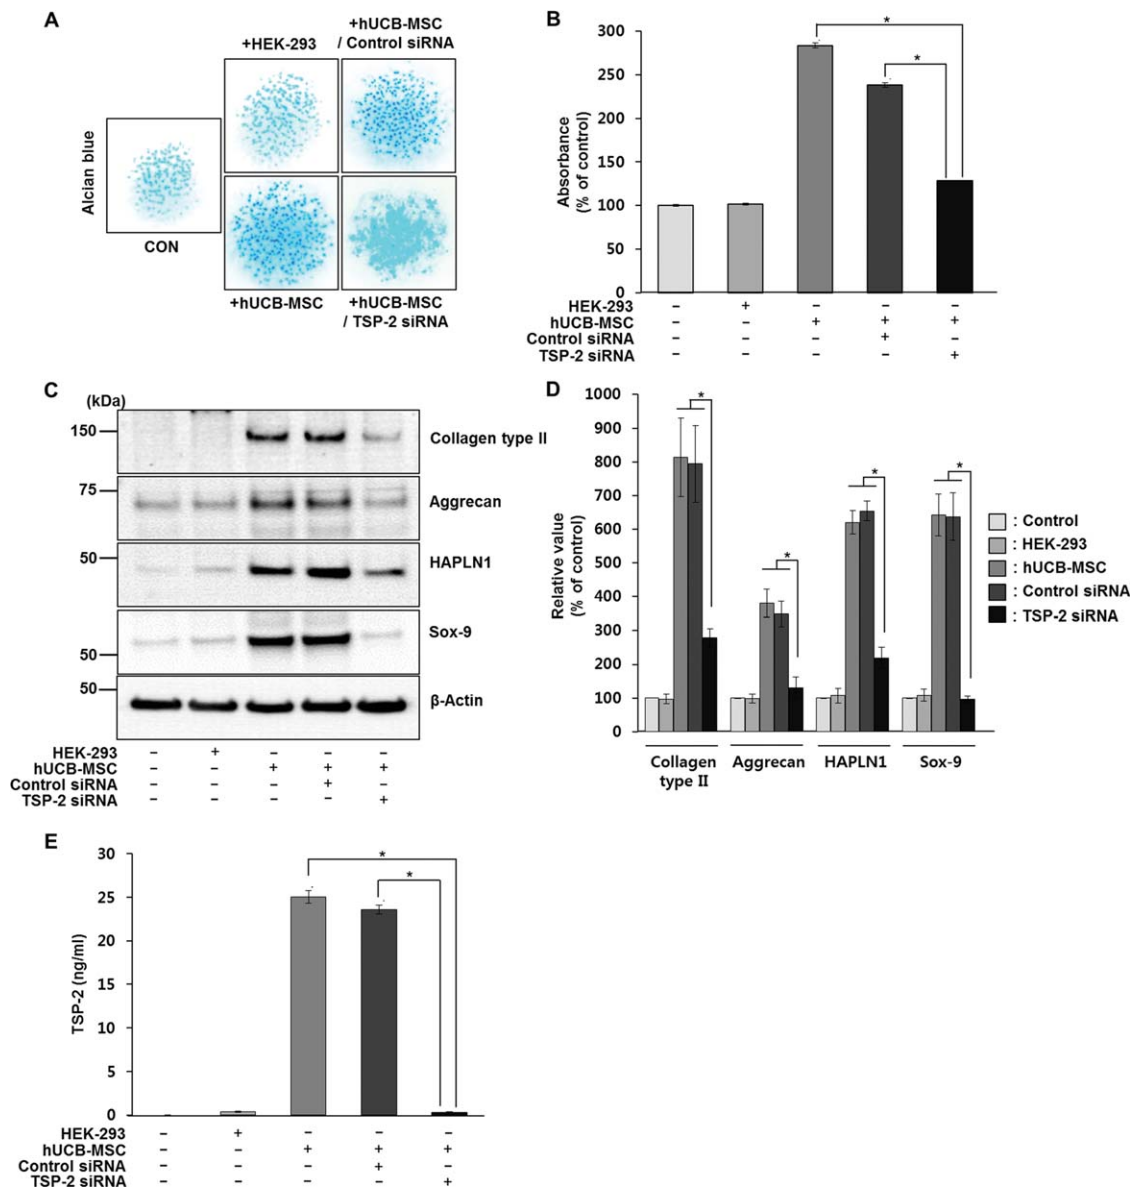 A
+HEK-293
+hUCB-MSC
/ Control siRNA
Alcian blue
CON
+hUCB-MSC
+hUCB-MSC
/ TSP-2 siRNA
B
Absorbance
(% of control)
300
250
200
150
100
50
0
*
*
HEK-293 – + – – –
hUCB-MSC – – + + +
Control siRNA – – – + –
TSP-2 siRNA – – – – +
C
(kDa)
150
Collagen type II
75
Aggrecan
50
HAPLN1
Sox-9
50
50
β-Actin
HEK-293 – + – – –
hUCB-MSC – – + + +
Control siRNA – – – + –
TSP-2 siRNA – – – – +
D
Relative value
(% of control)
1000
900
800
700
600
500
400
300
200
100
0
*
*
*
*
Collagen
type II
Aggrecan
HAPLN1
Sox-9
: Control
: HEK-293
: hUCB-MSC
: Control siRNA
: TSP-2 siRNA
E
TSP-2 (ng/ml)
30
25
20
15
10
5
0
*
*
HEK-293 – + – – –
hUCB-MSC – – + + +
Control siRNA – – – + –
TSP-2 siRNA – – – – +